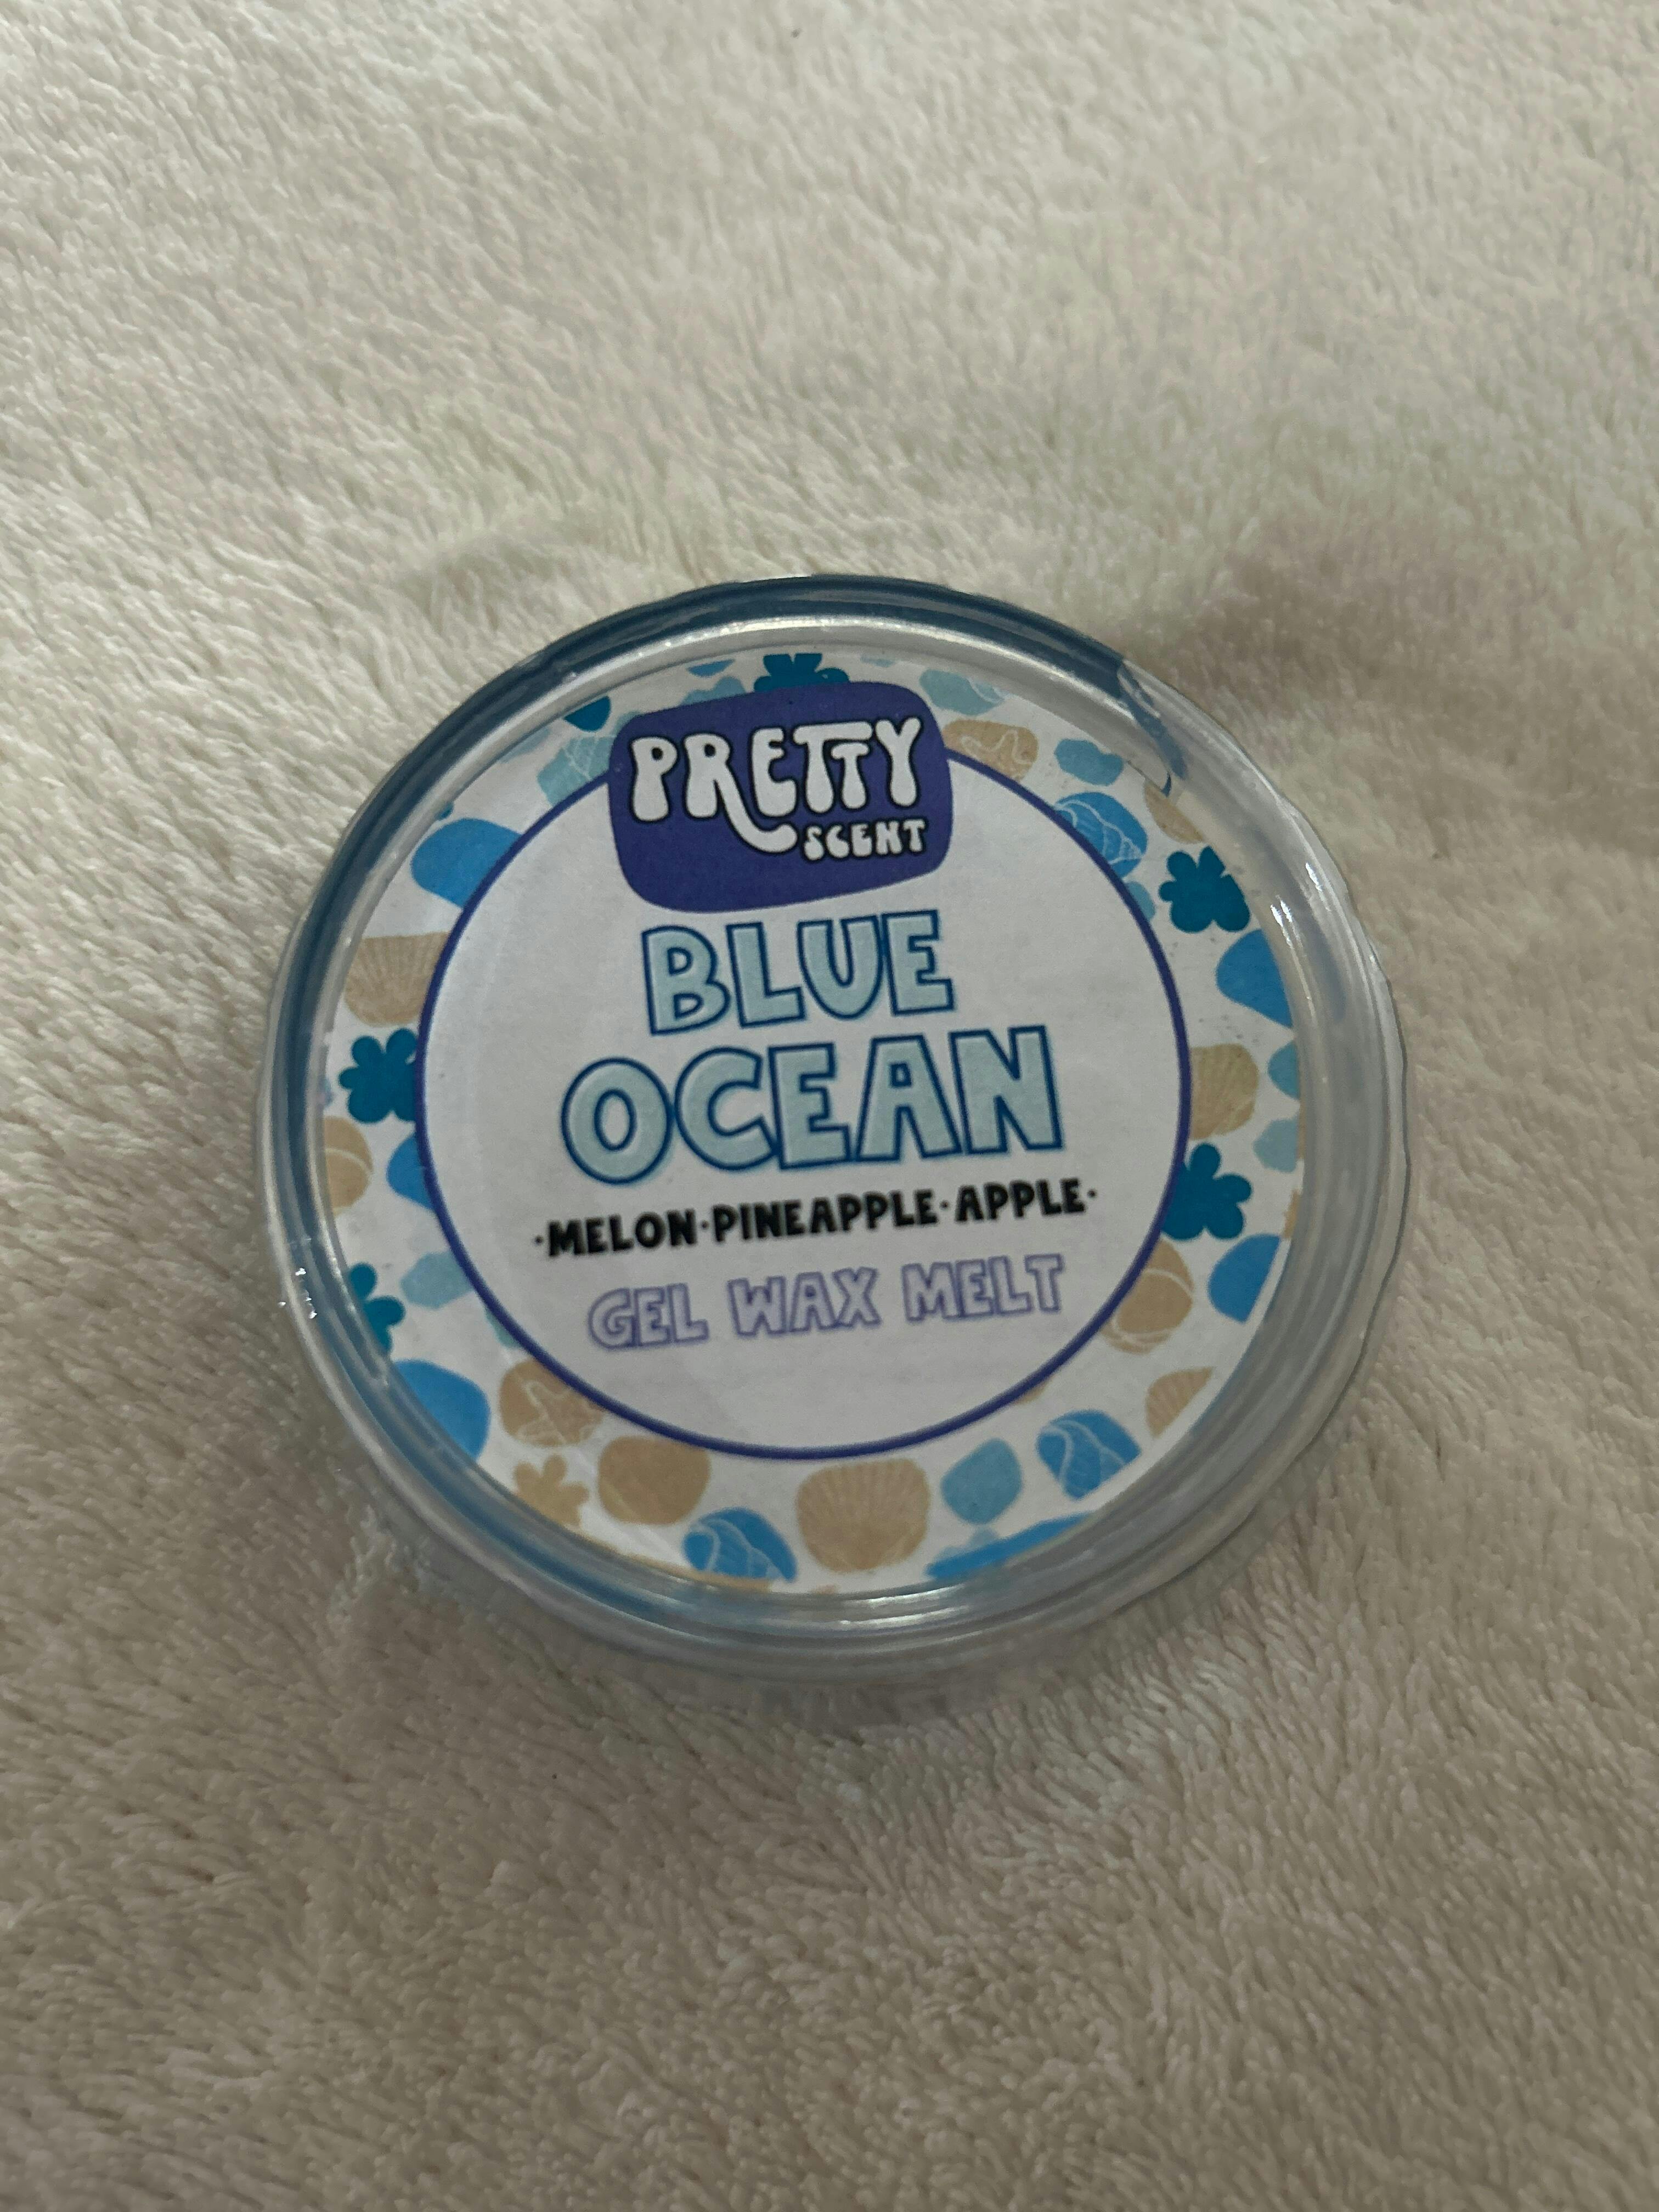 PRETTY
SCENT
BLUE
OCEAN
·MELON·PINEAPPLE·APPLE·
GEL WAX MELT